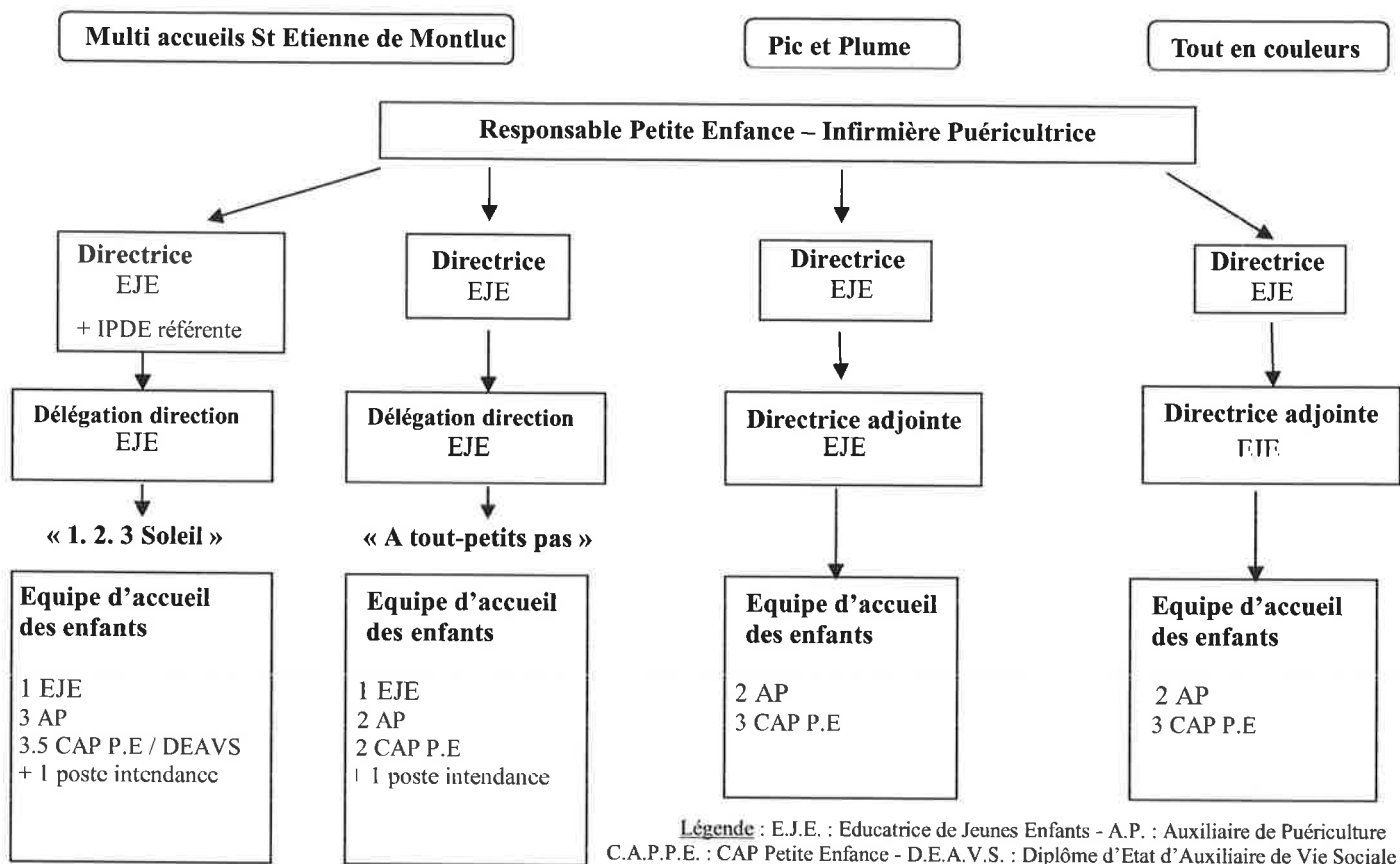 Multi accueils St Etienne de Montluc
Pic et Plume
Tout en couleurs
Responsable Petite Enfance – Infirmière Puéricultrice
Directrice
EJE
+ IPDE référente
Directrice
EJE
Directrice
EJE
Directrice
EJE
Délégation direction
EJE
Délégation direction
EJE
Directrice adjointe
EJE
Directrice adjointe
EJE
« 1. 2. 3 Soleil »
« A tout-petits pas »
Equipe d'accueil
des enfants
1 EJE
3 AP
3.5 CAP P.E / DEAVS
+ 1 poste intendance
Equipe d'accueil
des enfants
1 EJE
2 AP
2 CAP P.E
+ 1 poste intendance
Equipe d'accueil
des enfants
2 AP
3 CAP P.E
Equipe d'accueil
des enfants
2 AP
3 CAP P.E
Légende : E.J.E. : Educatrice de Jeunes Enfants - A.P. : Auxiliaire de Puériculture
C.A.P.P.E. : CAP Petite Enfance - D.E.A.V.S. : Diplôme d'Etat d'Auxiliaire de Vie Sociale